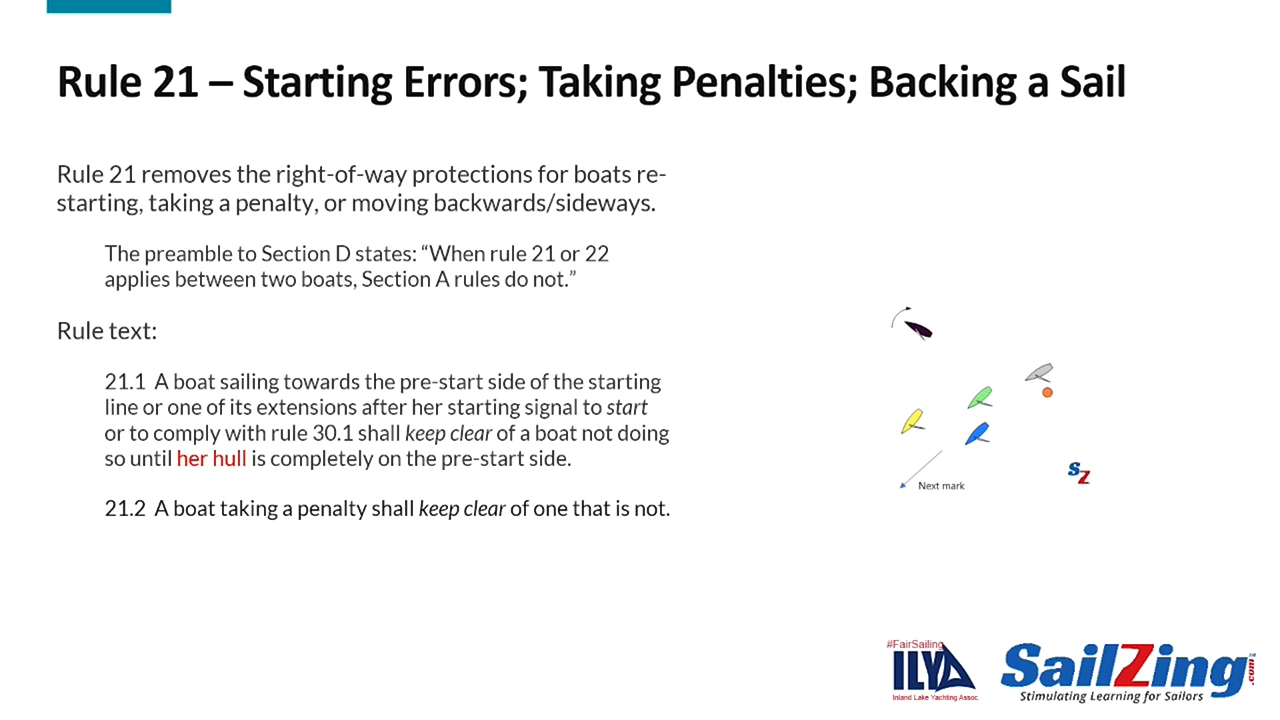 Rule 21 – Starting Errors; Taking Penalties; Backing a Sail
Rule 21 removes the right-of-way protections for boats re-
starting, taking a penalty, or moving backwards/sideways.
The preamble to Section D states: “When rule 21 or 22
applies between two boats, Section A rules do not.”
Rule text:
21.1 A boat sailing towards the pre-start side of the starting
line or one of its extensions after her starting signal to start
or to comply with rule 30.1 shall keep clear of a boat not doing
so until her hull is completely on the pre-start side.
21.2 A boat taking a penalty shall keep clear of one that is not.
SZ
Next mark
#FairSailing
ILYA
Inland Lake Yachting Assoc.
SailZing.com
Stimulating Learning for Sailors